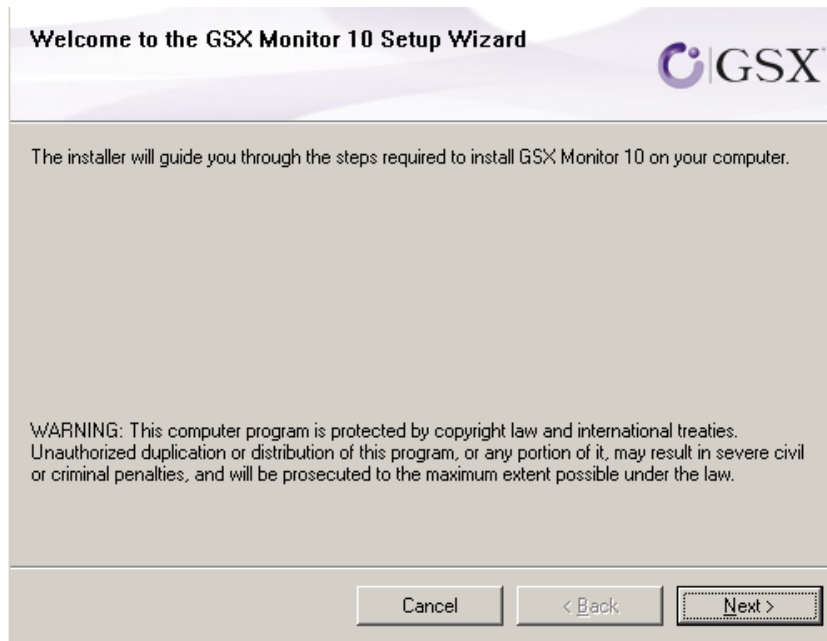 Welcome to the GSX Monitor 10 Setup Wizard
GSX
The installer will guide you through the steps required to install GSX Monitor 10 on your computer.
WARNING: This computer program is protected by copyright law and international treaties.
Unauthorized duplication or distribution of this program, or any portion of it, may result in severe civil
or criminal penalties, and will be prosecuted to the maximum extent possible under the law.
Cancel
< Back
Next >